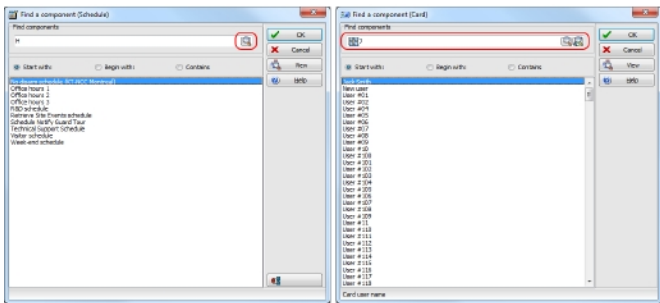 Find a component (Schedule)
Find components
H
OK
Cancel
Start with:
Begin with:
Contains
View
Help
Office hours 1
Office hours 2
Office hours 3
R&D schedule
Retrieve Site Events schedule
Schedule Notify Guard Tour
Technical Support Schedule
Visitor schedule
Week-end schedule
Find a component (Card)
Find components
OK
Cancel
Start with:
Begin with:
Contains
View
Help
Jack Smith
New user
User #01
User #02
User #04
User #05
User #06
User #07
User #08
User #09
User #10
User #100
User #101
User #102
User #103
User #104
User #105
User #106
User #107
User #108
User #109
User #11
User #110
User #111
User #112
User #113
User #114
User #115
User #116
User #117
User #118
Card user name